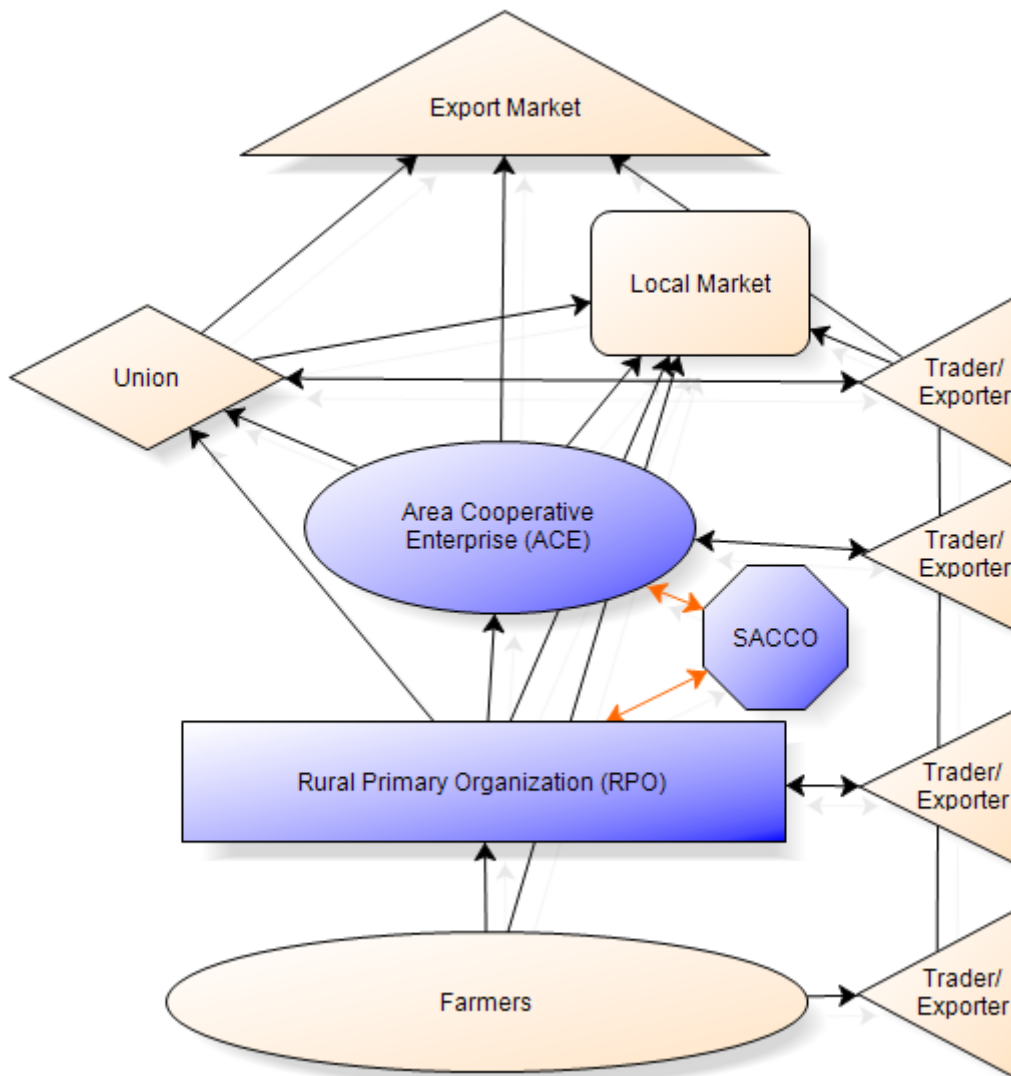 Export Market
Local Market
Union
Trader/
Exporter
Area Cooperative
Enterprise (ACE)
Trader/
Exporter
SACCO
Rural Primary Organization (RPO)
Trader/
Exporter
Farmers
Trader/
Exporter